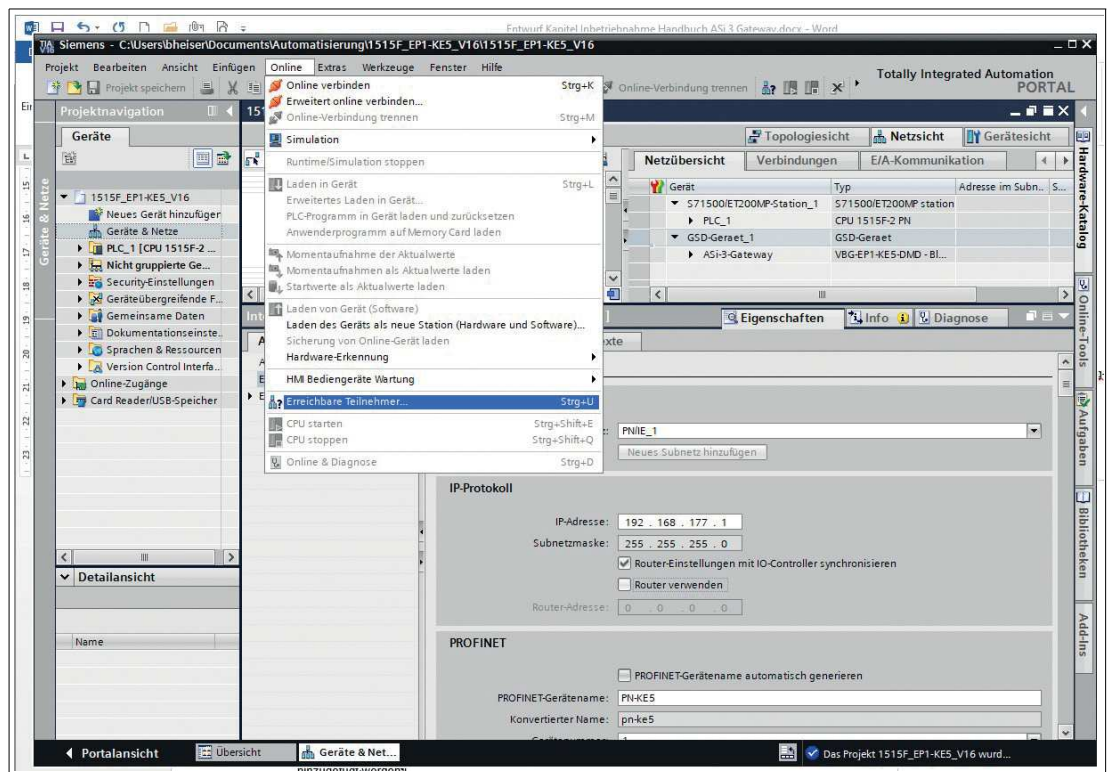 Entwurf Kapitel Inbetriebnahme Handbuch ASi 3 Gateway.docx - Word
Siemens - C:\Users\bheiser\Documents\Automatisierung\1515F_EP1-KE5_V16\1515F_EP1-KE5_V16
Projekt Bearbeiten Ansicht Einfügen Online Extras Werkzeuge Fenster Hilfe
Totally Integrated Automation
PORTAL
Projekt speichern
Online-Verbindung trennen
Projektnavigation
Geräte
1515F_EP1-KE5_V16
Neues Gerät hinzufügen
Geräte & Netze
PLC_1 [CPU 1515F-2 ...
Nicht gruppierte Ge...
Security-Einstellungen
Geräteübergreifende F...
Gemeinsame Daten
Dokumentationseinste..
Sprachen & Ressourcen
Version Control Interfa..
Online-Zugänge
Card Reader/USB-Speicher
Detailansicht
Name
Geräte & Netze
Online verbinden Strg+K
Erweitert online verbinden...
Online-Verbindung trennen Strg+M
Simulation
Runtime/Simulation stoppen
Laden in Gerät Strg+L
Erweitertes Laden in Gerät...
PLC-Programm in Gerät laden und zurücksetzen
Anwenderprogramm auf Memory Card laden
Momentaufnahme der Aktualwerte
Momentaufnahmen als Aktualwerte laden
Startwerte als Aktualwerte laden
Laden von Gerät (Software)
Laden des Geräts als neue Station (Hardware und Software)...
Sicherung von Online-Gerät laden
Hardware-Erkennung
HMI Bediengeräte Wartung
Erreichbare Teilnehmer... Strg+U
CPU starten Strg+Shift+E
CPU stoppen Strg+Shift+Q
Online & Diagnose Strg+D
Topologiesicht Netzsicht Gerätesicht
Netzübersicht Verbindungen E/A-Kommunikation
Gerät Typ Adresse im Subn.. S...
S71500/ET200MP-Station_1 S71500/ET200MP station
PLC_1 CPU 1515F-2 PN
GSD-Geraet_1 GSD-Geraet
ASi-3-Gateway VBG-EP1-KE5-DMD - Bl...
Eigenschaften Info Diagnose
PN/IE_1
Neues Subnetz hinzufügen
IP-Protokoll
IP-Adresse: 192 . 168 . 177 . 1
Subnetzmaske: 255 . 255 . 255 . 0
Router-Einstellungen mit IO-Controller synchronisieren
Router verwenden
Router-Adresse: 0 . 0 . 0 . 0
PROFINET
PROFINET-Gerätename automatisch generieren
PROFINET-Gerätename: PN-KE5
Konvertierter Name: pn-ke5
Hardware-Katalog
Online-Tools
Aufgaben
Bibliotheken
Add-Ins
Portalansicht Übersicht Geräte & Net...
Das Projekt 1515F_EP1-KE5_V16 wurd...